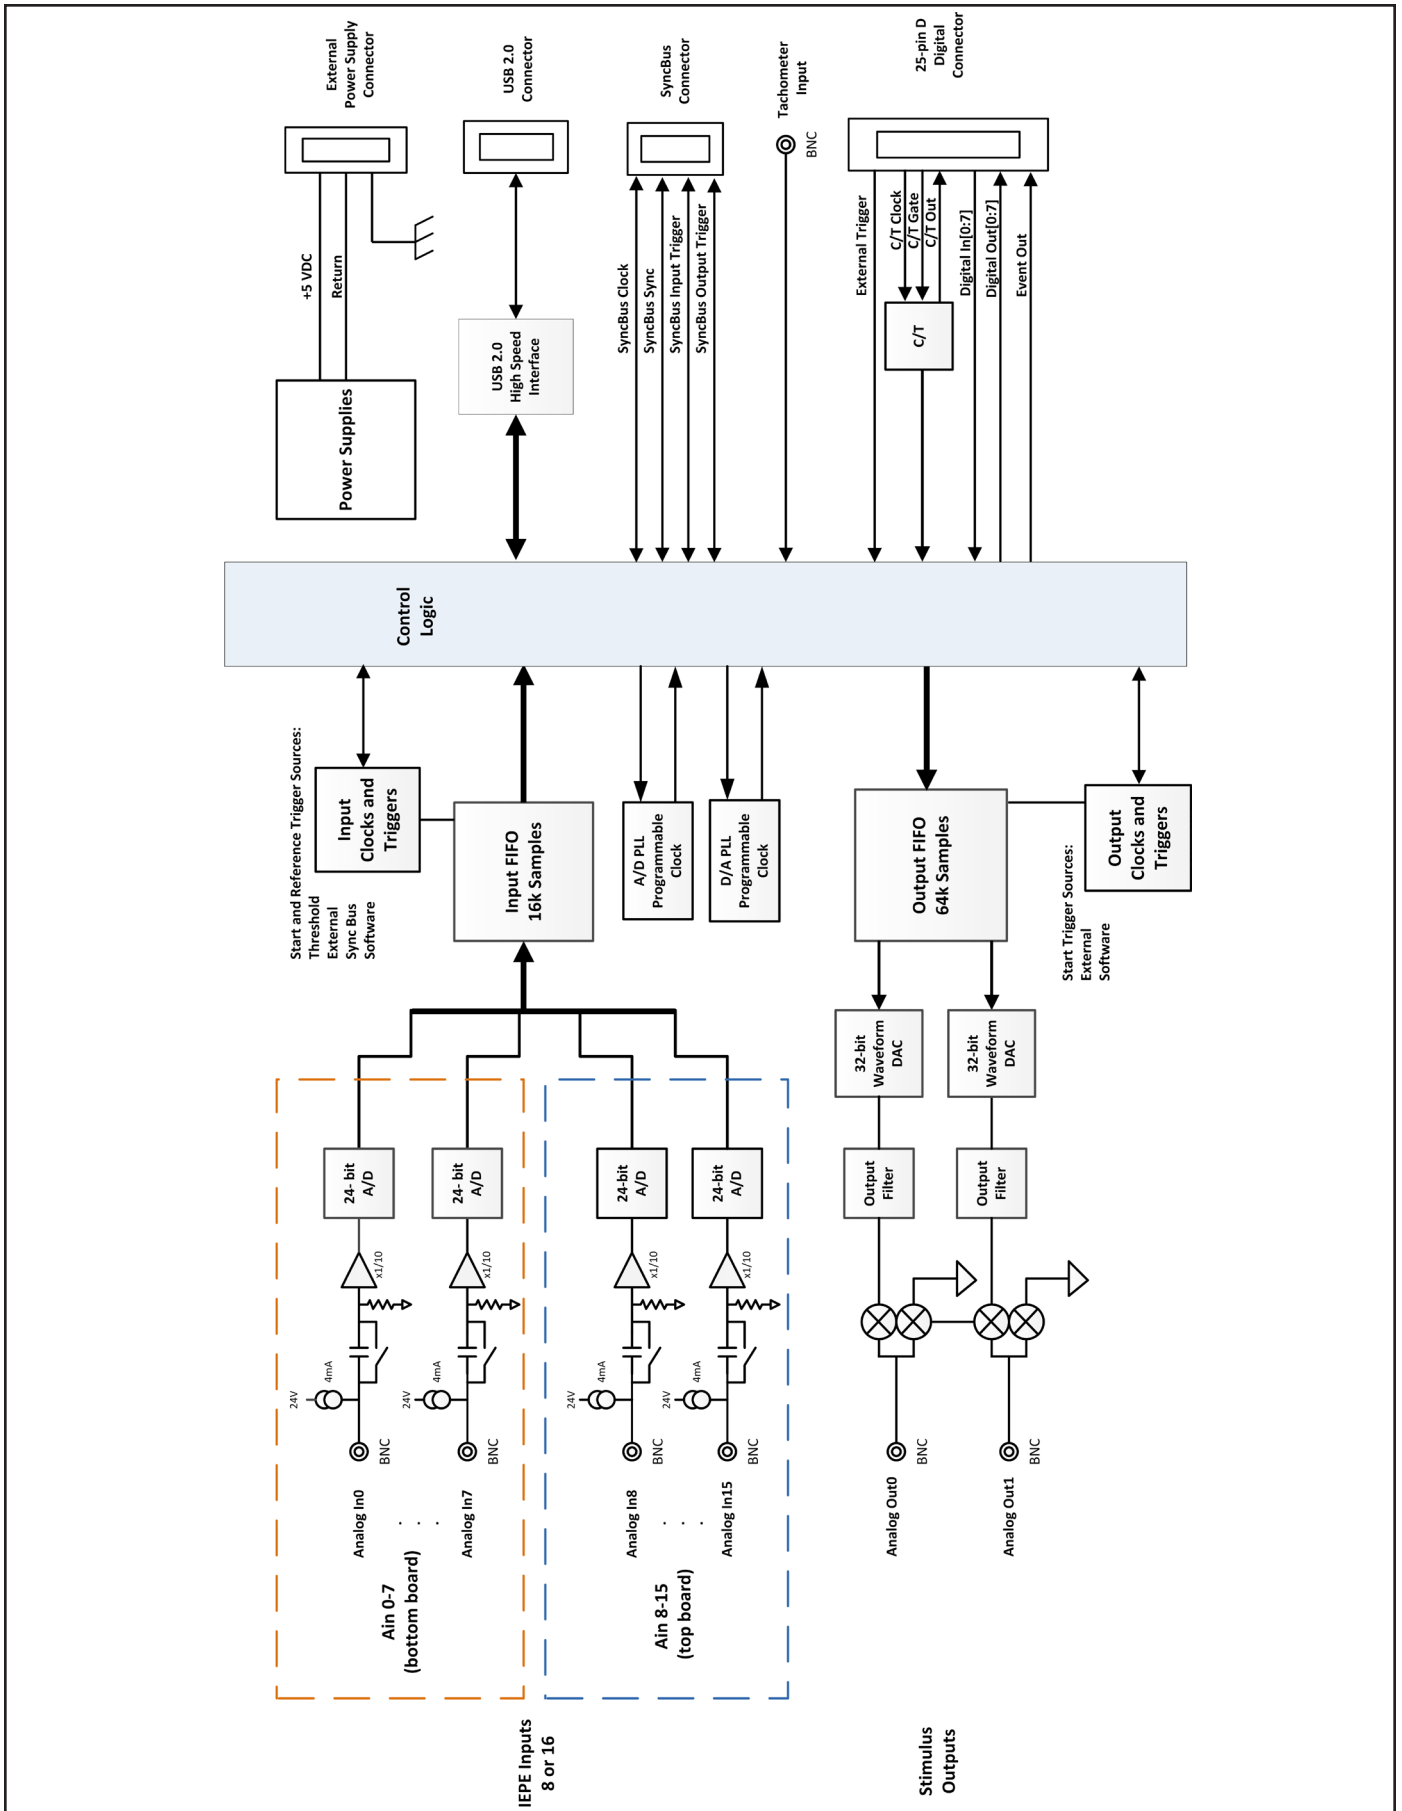 External
Power Supply
Connector
USB 2.0
Connector
SyncBus
Connector
Tachometer
Input
BNC
25-pin D
Digital
Connector
+5 VDC
Return
Power Supplies
USB 2.0
High Speed
Interface
SyncBus Clock
SyncBus Sync
SyncBus Input Trigger
SyncBus Output Trigger
External Trigger
C/T Clock
C/T Gate
C/T Out
C/T
Digital In[0:7]
Digital Out[0:7]
Event Out
Control
Logic
Start and Reference Trigger Sources:
Threshold
External
Sync Bus
Software
Input
Clocks and
Triggers
Input FIFO
16k Samples
A/D PLL
Programmable
Clock
D/A PLL
Programmable
Clock
Output FIFO
64k Samples
Output
Clocks and
Triggers
Start Trigger Sources:
External
Software
24- bit
A/D
24- bit
A/D
24-bit
A/D
24-bit
A/D
32-bit
Waveform
DAC
32-bit
Waveform
DAC
Output
Filter
Output
Filter
x1/10
x1/10
x1/10
x1/10
24V
4mA
24V
4mA
24V
4mA
24V
4mA
BNC
BNC
BNC
BNC
BNC
BNC
Analog In0
.
.
.
Analog In7
Analog In8
.
.
.
Analog In15
Analog Out0
Analog Out1
Ain 0-7
(bottom board)
Ain 8-15
(top board)
IEPE Inputs
8 or 16
Stimulus
Outputs